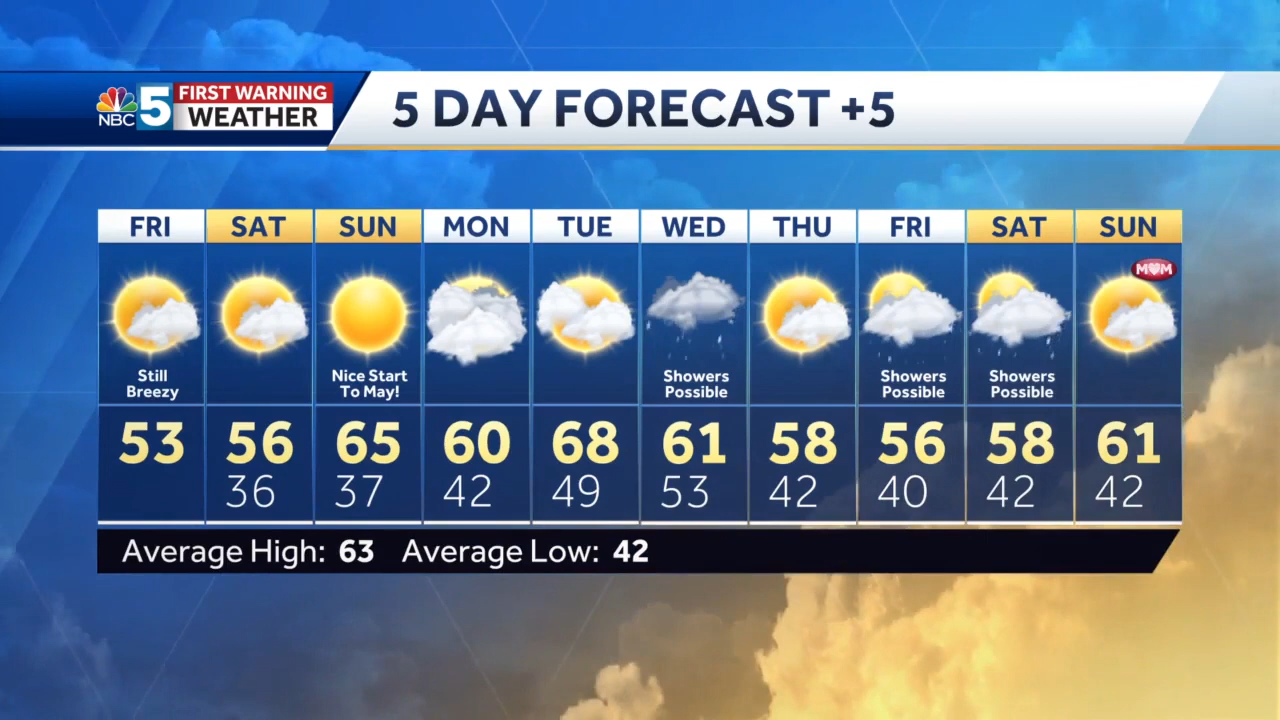 NBC 5 FIRST WARNING
WEATHER
5 DAY FORECAST +5
FRI SAT SUN MON TUE WED THU FRI SAT SUN
M♥M
Still Nice Start Showers Showers Showers
Breezy To May! Possible Possible Possible
53 56 65 60 68 61 58 56 58 61
36 37 42 49 53 42 40 42 42
Average High: 63 Average Low: 42